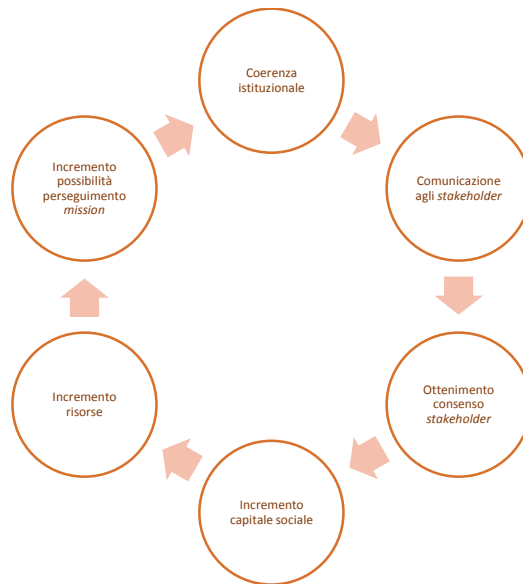 Coerenza
istituzionale
Comunicazione
agli stakeholder
Ottenimento
consenso
stakeholder
Incremento
capitale sociale
Incremento
risorse
Incremento
possibilità
perseguimento
mission